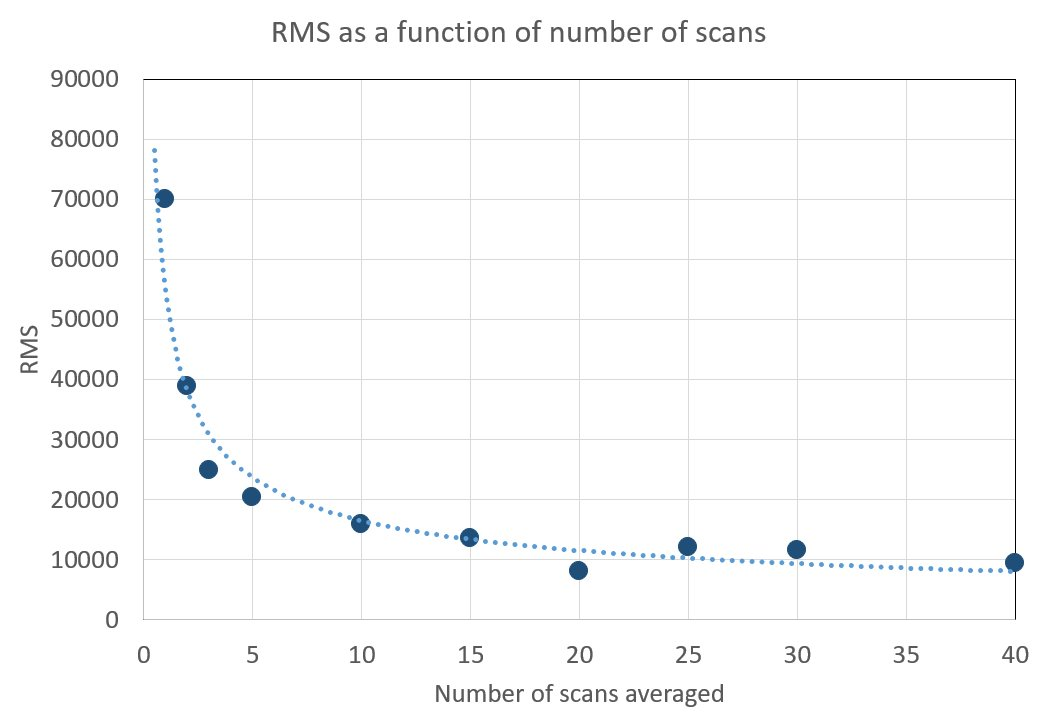 RMS as a function of number of scans
90000
80000
70000
60000
50000
40000
30000
20000
10000
0
RMS
0 5 10 15 20 25 30 35 40
Number of scans averaged